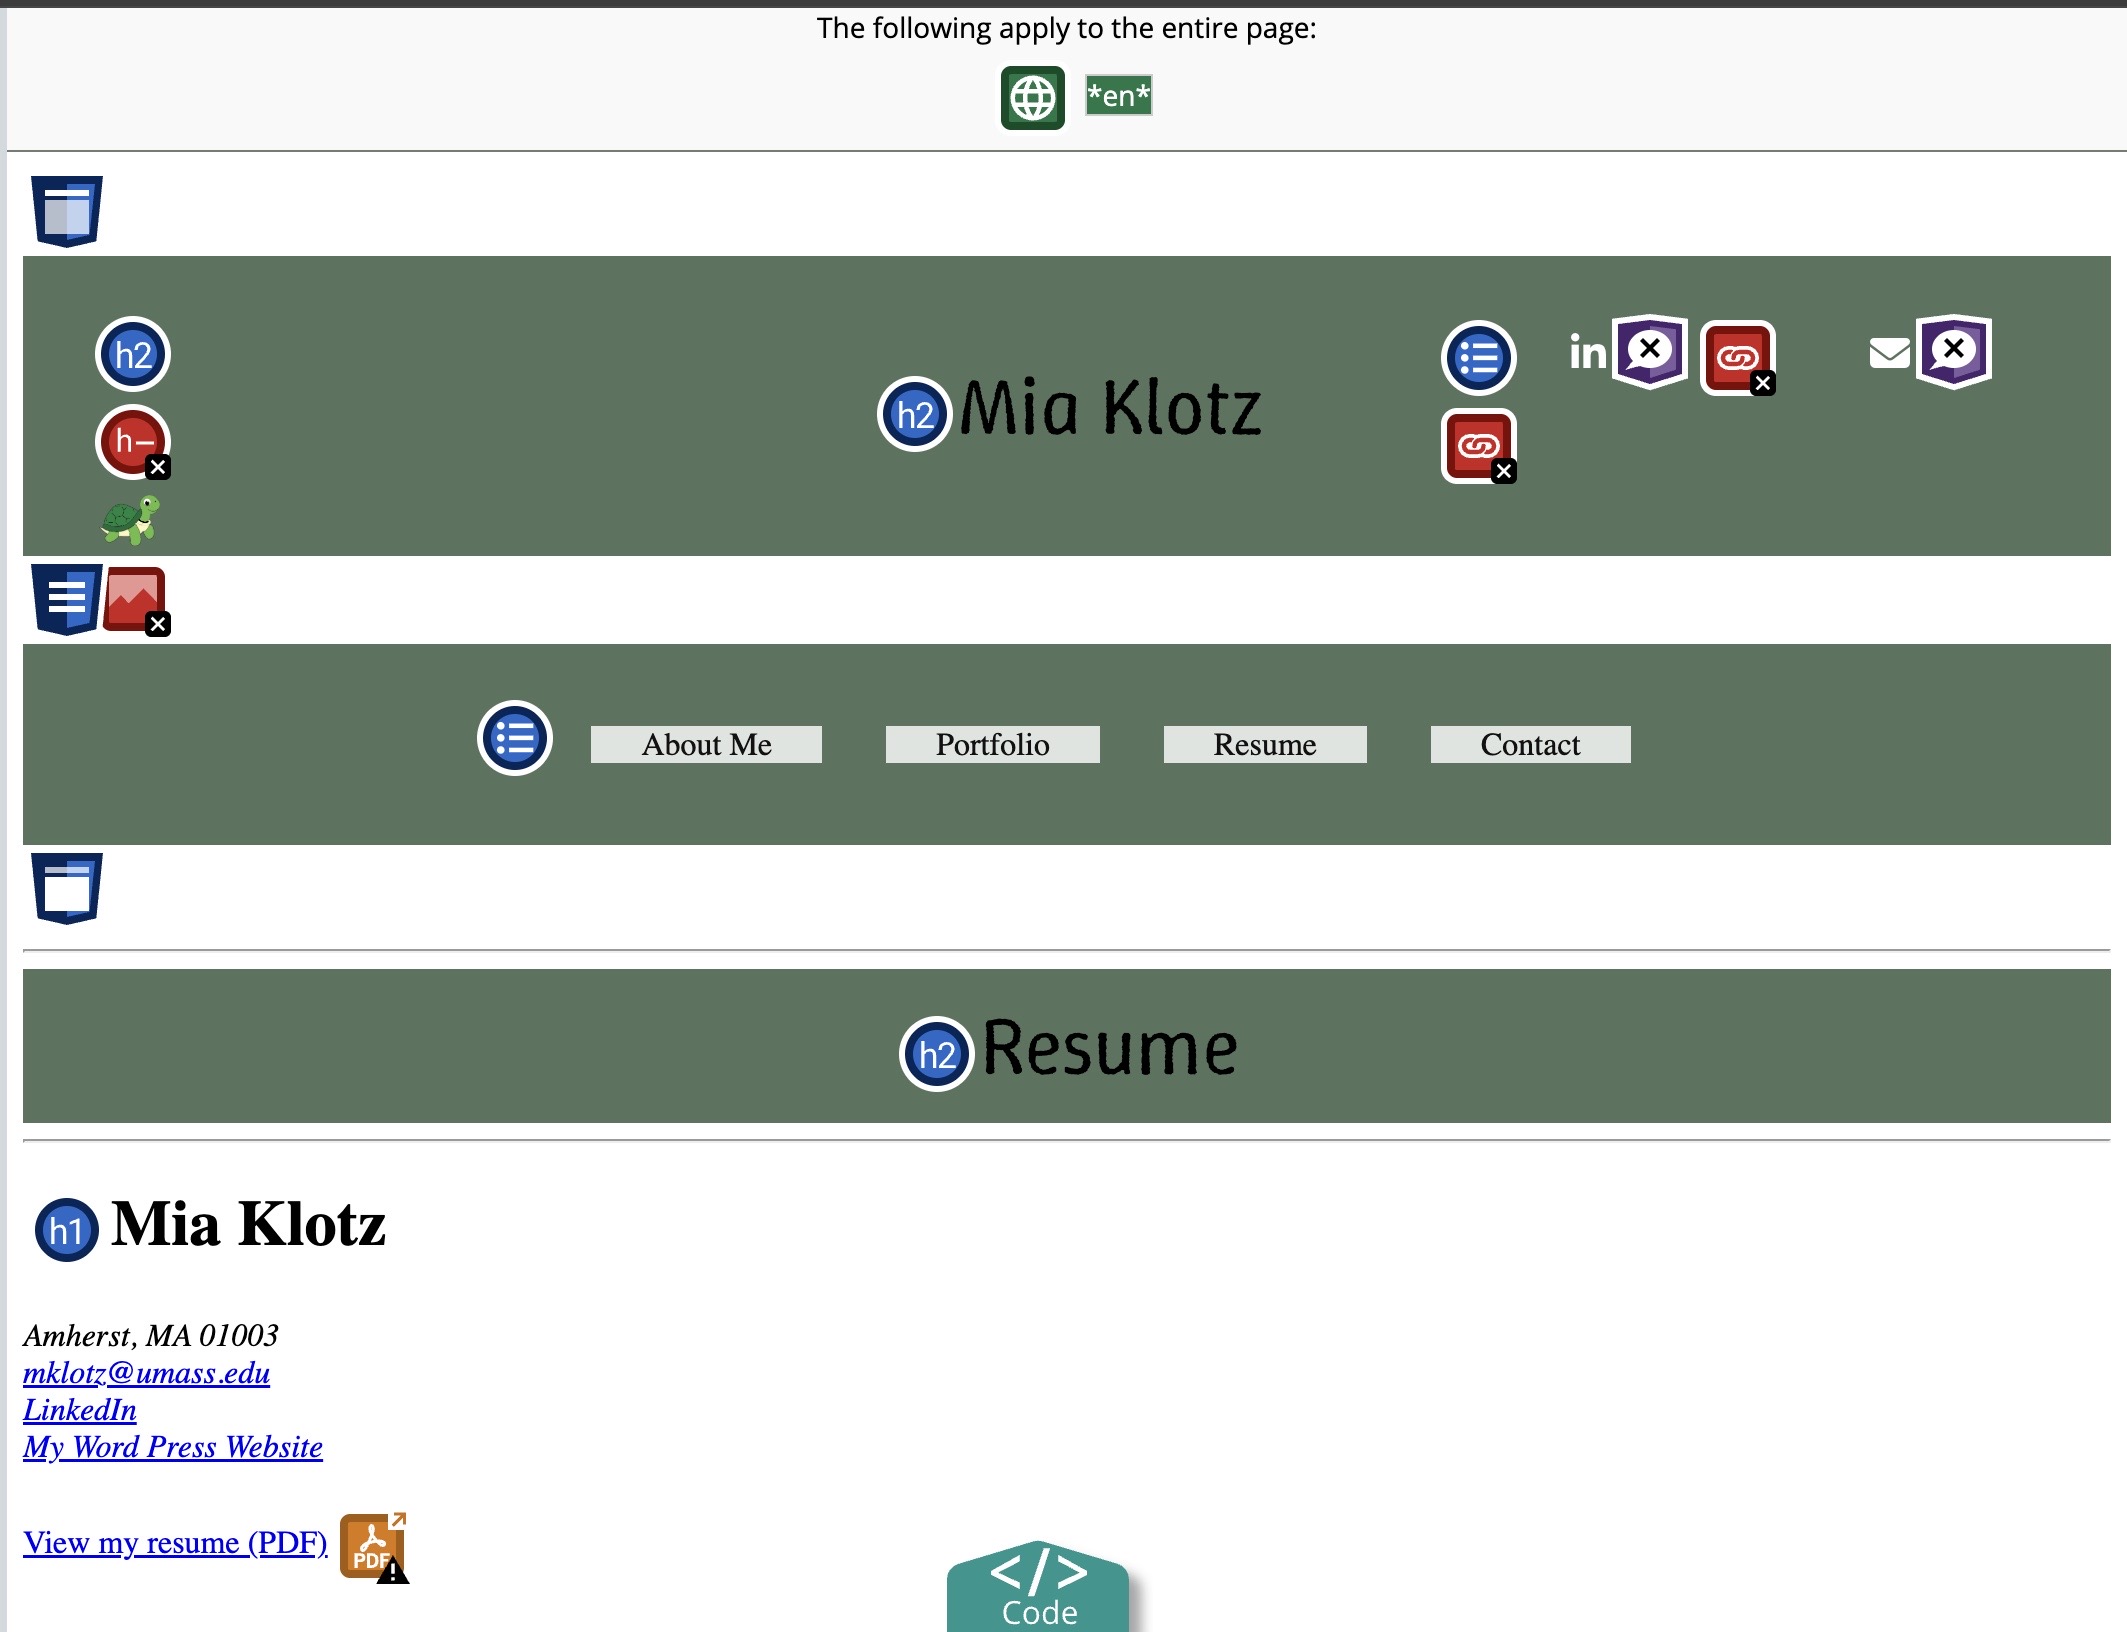 The following apply to the entire page:
*en*
h2
h2 Mia Klotz
in
h-
About Me Portfolio Resume Contact
h2 Resume
h1 Mia Klotz
Amherst, MA 01003
mklotz@umass.edu
LinkedIn
My Word Press Website
View my resume (PDF) PDF
</>
Code